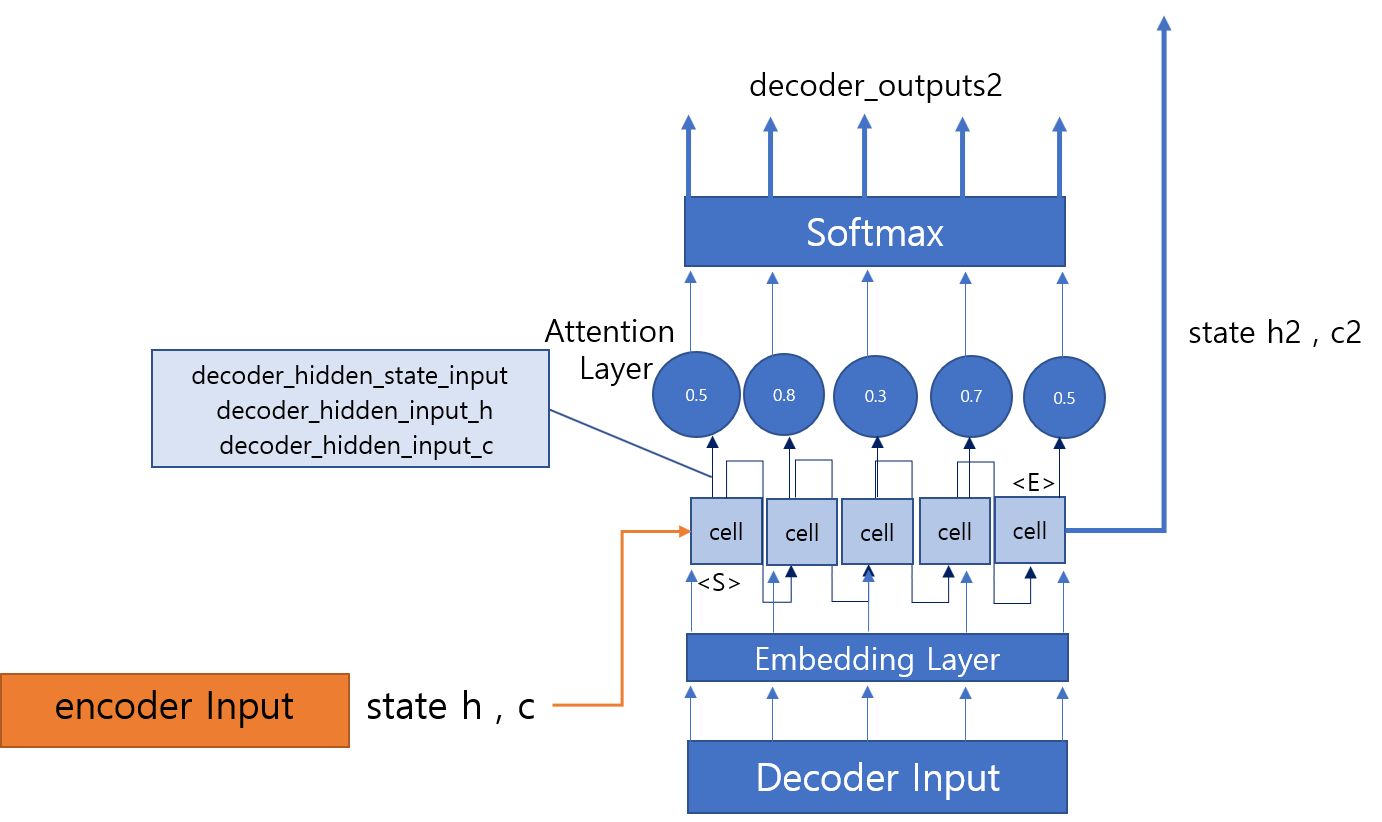 decoder_outputs2
Softmax
Attention
Layer
state h2 , c2
decoder_hidden_state_input
decoder_hidden_input_h
decoder_hidden_input_c
0.5
0.8
0.3
0.7
0.5
<E>
cell
cell
cell
cell
cell
<S>
Embedding Layer
encoder Input
state h , c
Decoder Input